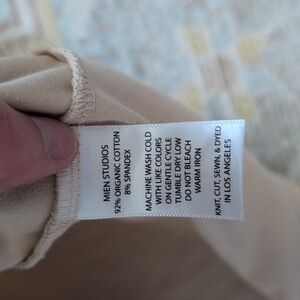 MIEN STUDIOS
92% ORGANIC COTTON
8% SPANDEX
MACHINE WASH COLD
WITH LIKE COLORS
ON GENTLE CYCLE
TUMBLE DRY LOW
DO NOT BLEACH
WARM IRON
KNIT, CUT, SEWN, & DYED
IN LOS ANGELES